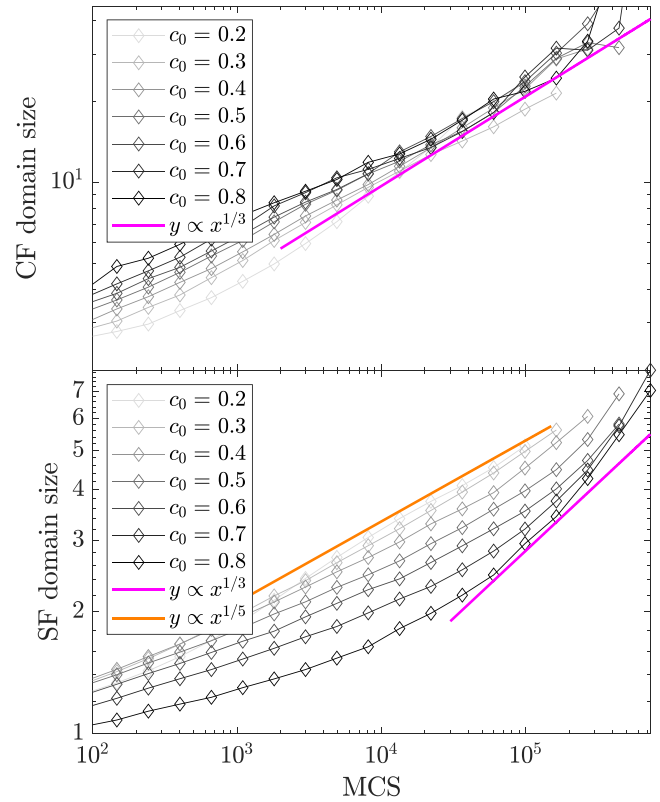 CF domain size
10¹
c₀ = 0.2
c₀ = 0.3
c₀ = 0.4
c₀ = 0.5
c₀ = 0.6
c₀ = 0.7
c₀ = 0.8
y ∝ x^{1/3}
SF domain size
7
6
5
4
3
2
1
c₀ = 0.2
c₀ = 0.3
c₀ = 0.4
c₀ = 0.5
c₀ = 0.6
c₀ = 0.7
c₀ = 0.8
y ∝ x^{1/3}
y ∝ x^{1/5}
10² 10³ 10⁴ 10⁵
MCS